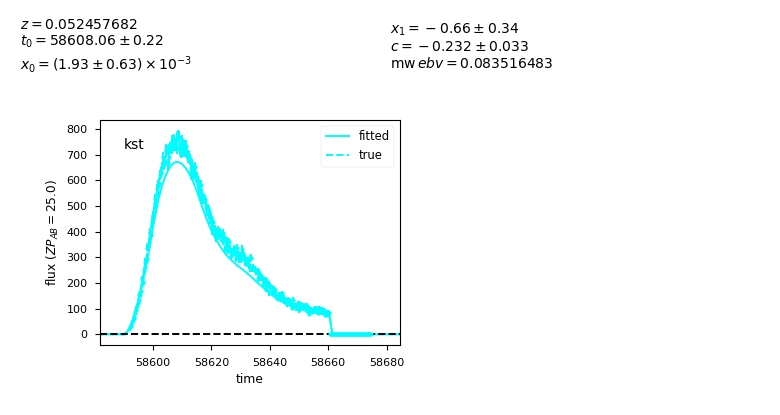 z = 0.052457682
t₀ = 58608.06 ± 0.22
x₀ = (1.93 ± 0.63) × 10⁻³
x₁ = −0.66 ± 0.34
c = −0.232 ± 0.033
mw ebv = 0.083516483
kst
fitted
true
flux (ZP_AB = 25.0)
800
700
600
500
400
300
200
100
0
58600 58620 58640 58660 58680
time